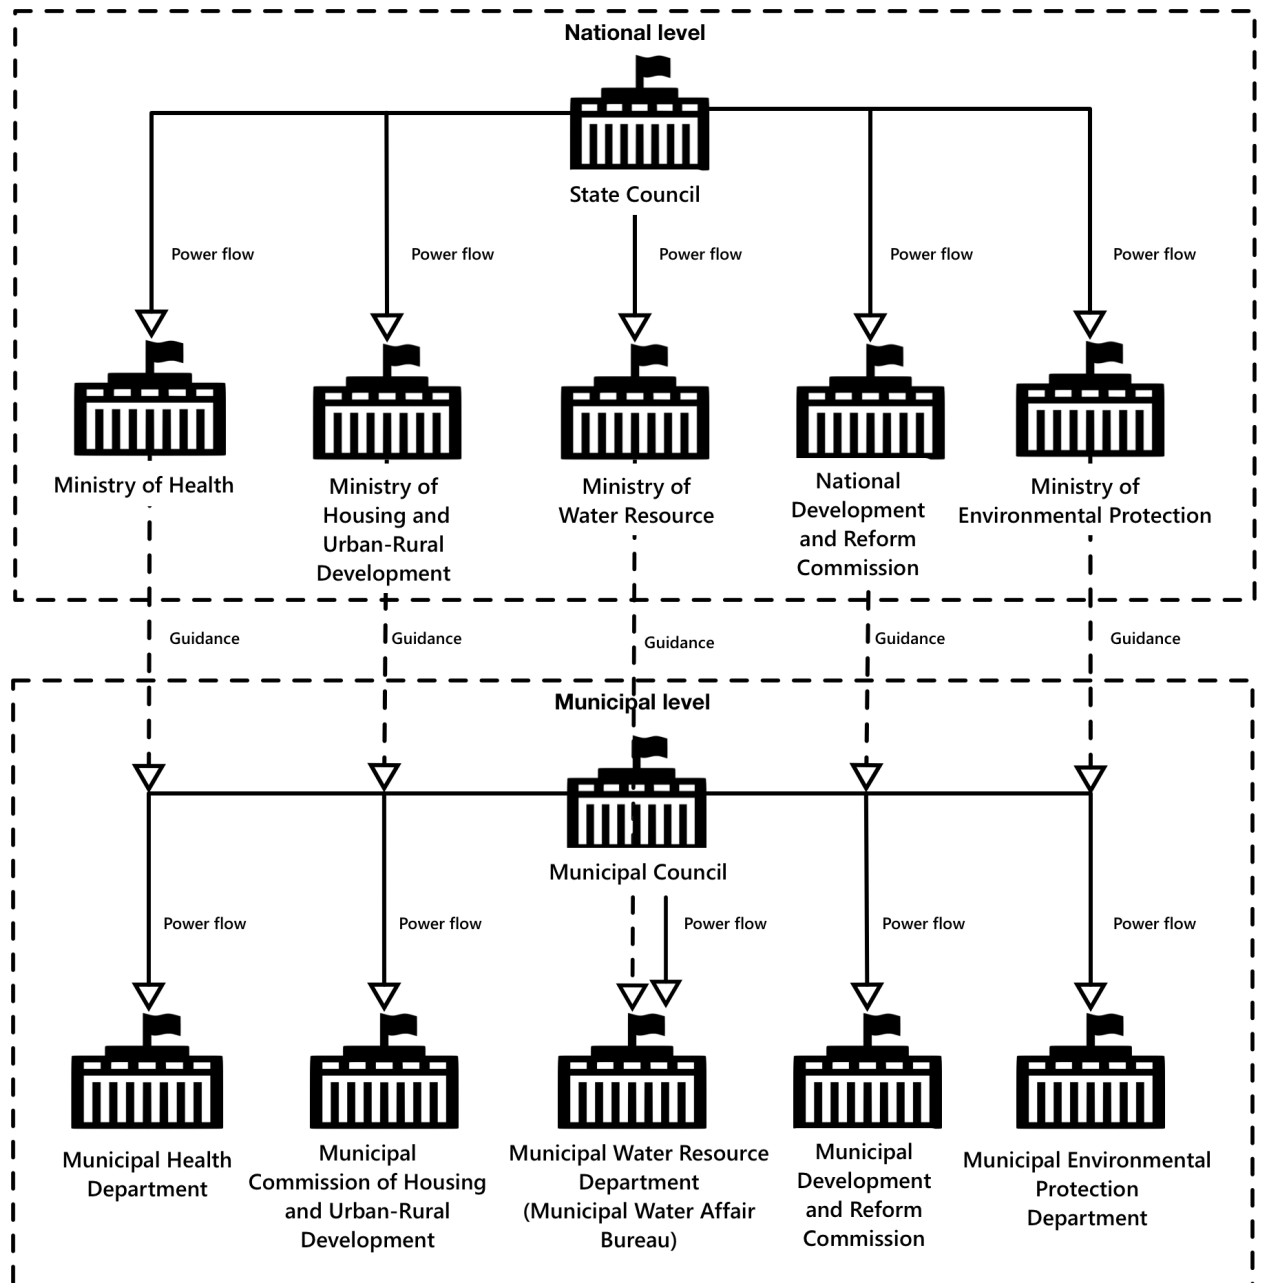 National level
State Council
Power flow
Power flow
Power flow
Power flow
Power flow
Ministry of Health
Ministry of
Housing and
Urban-Rural
Development
Ministry of
Water Resource
National
Development
and Reform
Commission
Ministry of
Environmental Protection
Guidance
Guidance
Guidance
Guidance
Guidance
Municipal level
Municipal Council
Power flow
Power flow
Power flow
Power flow
Power flow
Municipal Health
Department
Municipal
Commission of Housing
and Urban-Rural
Development
Municipal Water Resource
Department
(Municipal Water Affair
Bureau)
Municipal
Development
and Reform
Commission
Municipal Environmental
Protection
Department